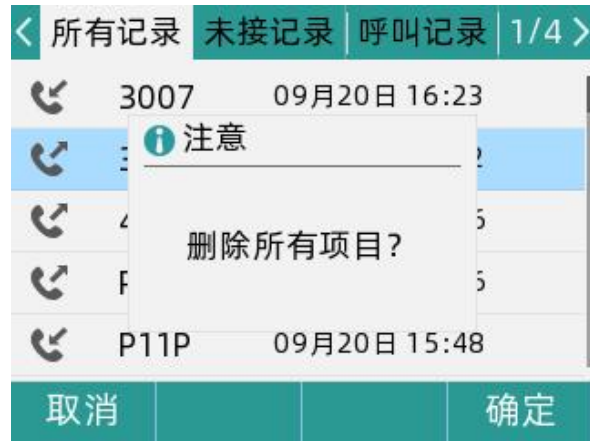 所有记录 未接记录 呼叫记录 1/4
3007 09月20日 16:23
注意
删除所有项目?
P11P 09月20日 15:48
取消 确定